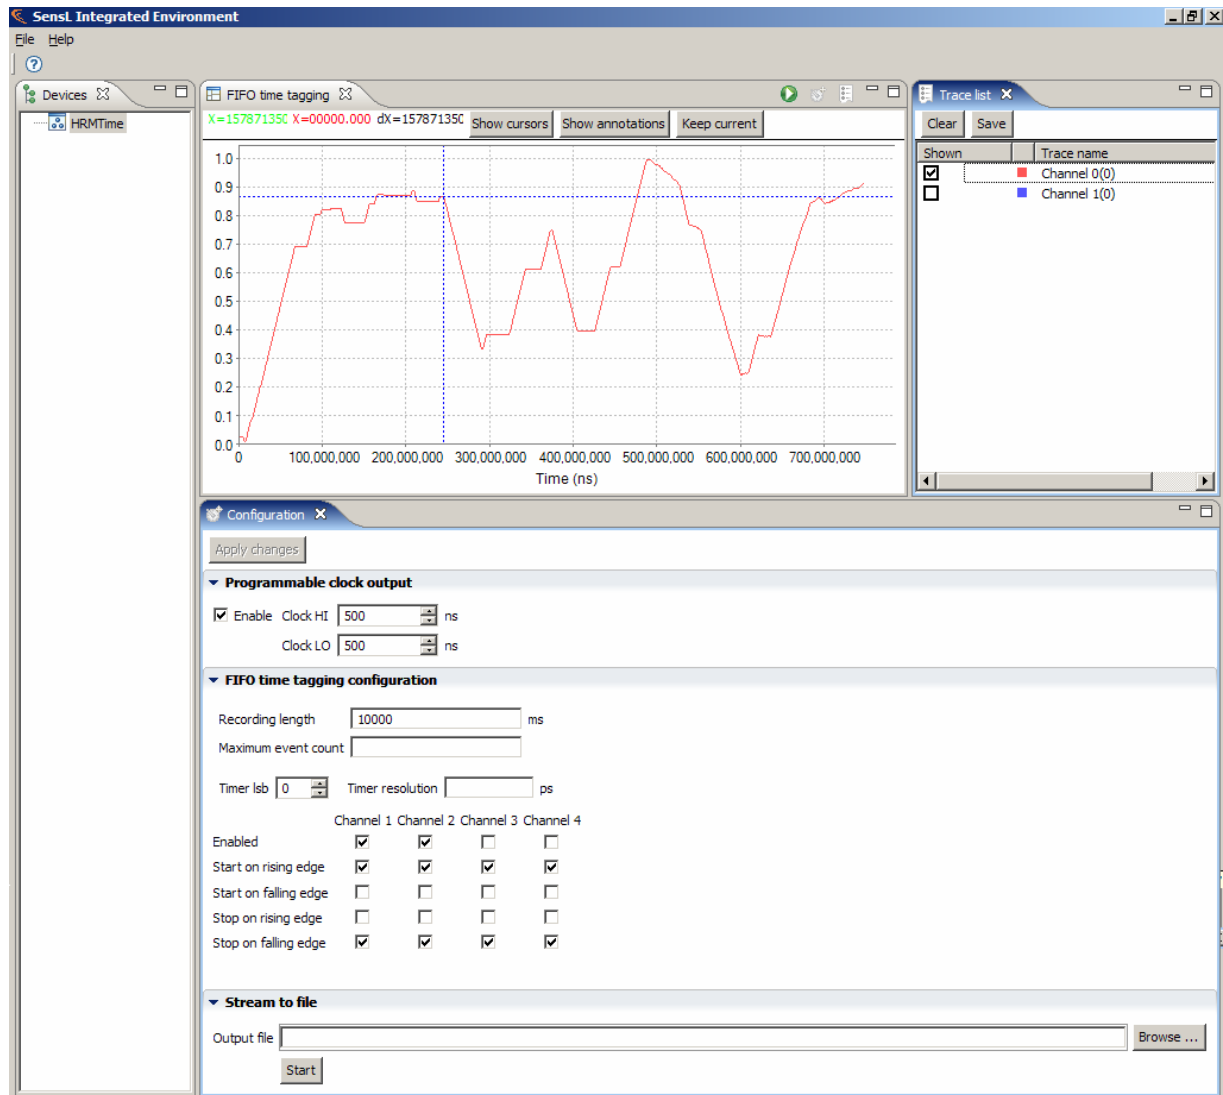 SensL Integrated Environment
File Help
Devices
HRMTime
FIFO time tagging
X=15787135 X=00000.000 dX=15787135 Show cursors Show annotations Keep current
1.0
0.9
0.8
0.7
0.6
0.5
0.4
0.3
0.2
0.1
0.0
0 100,000,000 200,000,000 300,000,000 400,000,000 500,000,000 600,000,000 700,000,000
Time (ns)
Trace list
Clear Save
Shown Trace name
Channel 0(0)
Channel 1(0)
Configuration
Apply changes
Programmable clock output
Enable Clock HI 500 ns
Clock LO 500 ns
FIFO time tagging configuration
Recording length 10000 ms
Maximum event count
Timer lsb 0 Timer resolution ps
Channel 1 Channel 2 Channel 3 Channel 4
Enabled
Start on rising edge
Start on falling edge
Stop on rising edge
Stop on falling edge
Stream to file
Output file Browse ...
Start